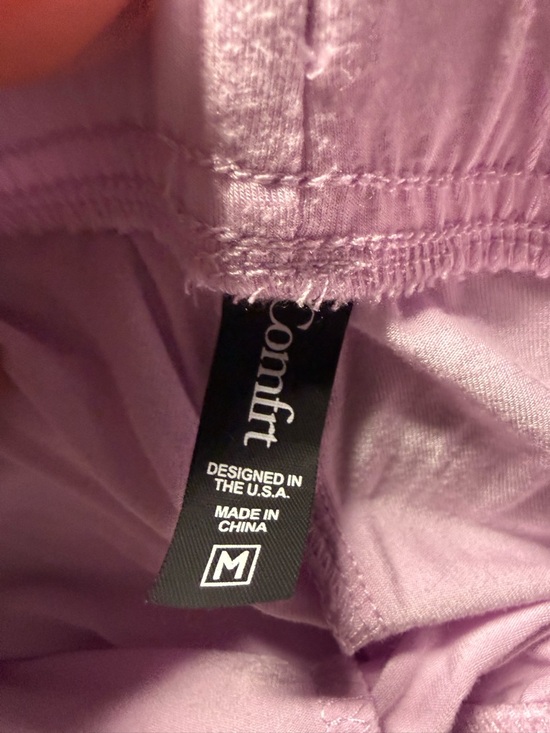 Comfrt
DESIGNED IN
THE U.S.A.
MADE IN
CHINA
M